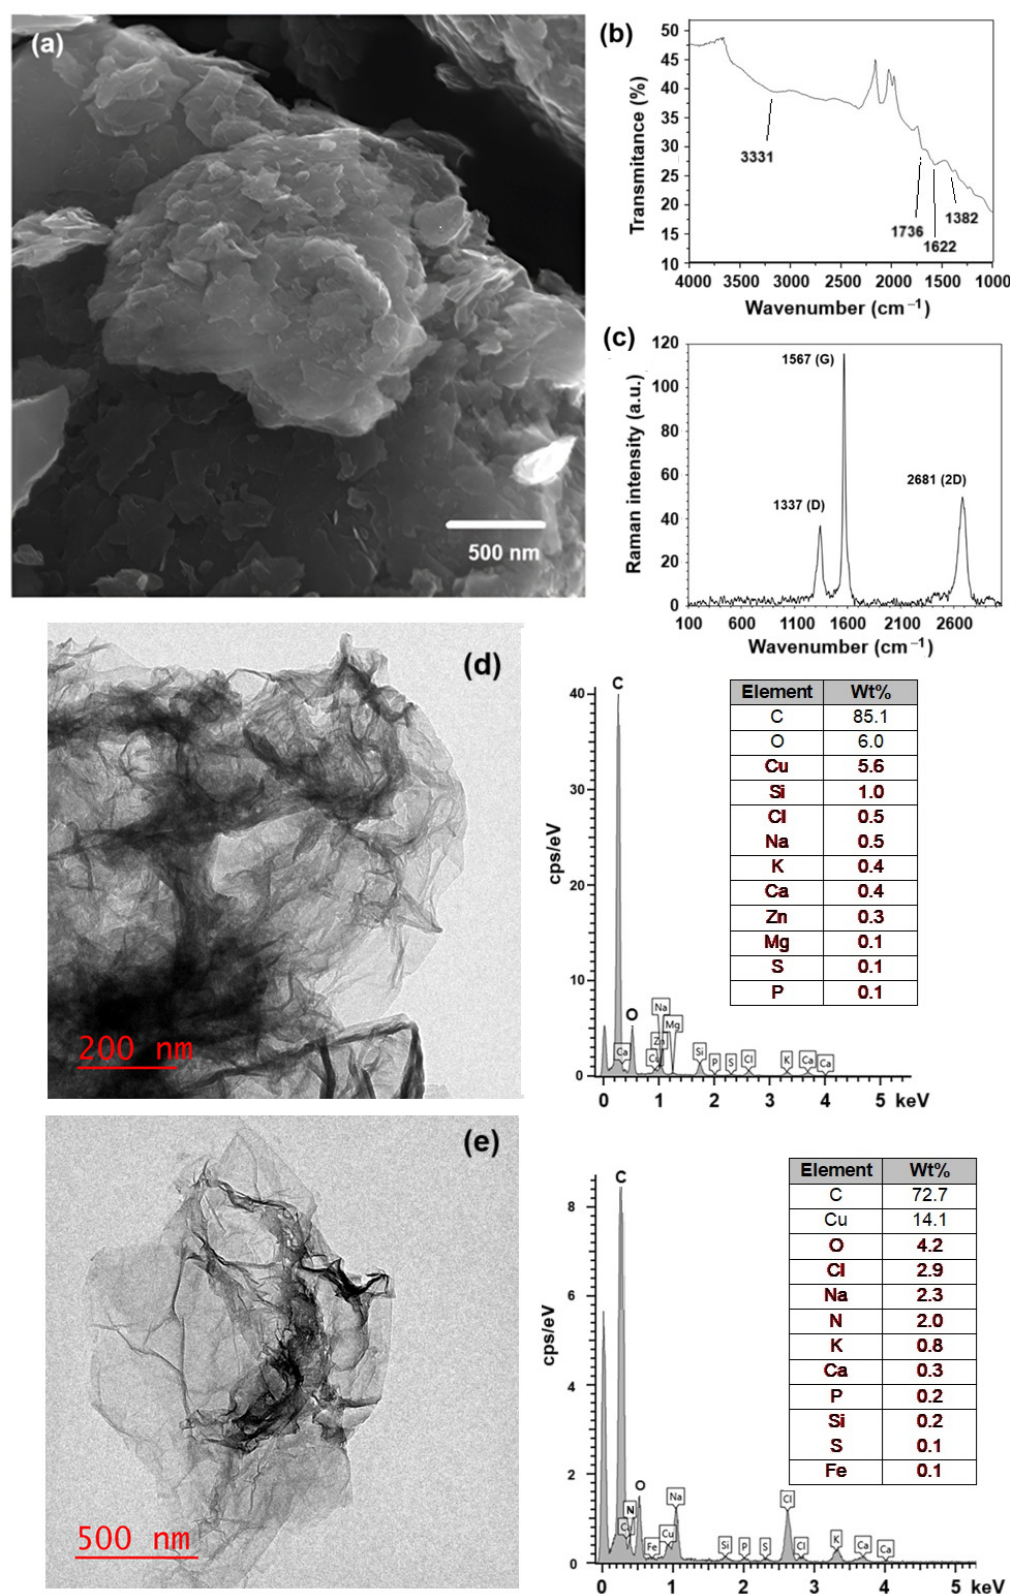 (a)
500 nm
(b)
Transmitance (%)
50
45
40
35
30
25
20
15
10
3331
1736
1622
1382
4000 3500 3000 2500 2000 1500 1000
Wavenumber (cm⁻¹)
(c)
Raman intensity (a.u.)
120
100
80
60
40
20
0
1567 (G)
1337 (D)
2681 (2D)
100 600 1100 1600 2100 2600
Wavenumber (cm⁻¹)
(d)
200 nm
cps/eV
40
30
20
10
0
C
O
Ca
Na
Zn
Mg
Si
P
S
Cl
K
Ca
Ca
0 1 2 3 4 5 keV
Element Wt%
C 85.1
O 6.0
Cu 5.6
Si 1.0
Cl 0.5
Na 0.5
K 0.4
Ca 0.4
Zn 0.3
Mg 0.1
S 0.1
P 0.1
(e)
500 nm
cps/eV
8
6
4
2
0
C
N
O
Fe
Cu
Na
Si
P
S
Cl
Cl
K
Ca
Ca
0 1 2 3 4 5 keV
Element Wt%
C 72.7
Cu 14.1
O 4.2
Cl 2.9
Na 2.3
N 2.0
K 0.8
Ca 0.3
P 0.2
Si 0.2
S 0.1
Fe 0.1